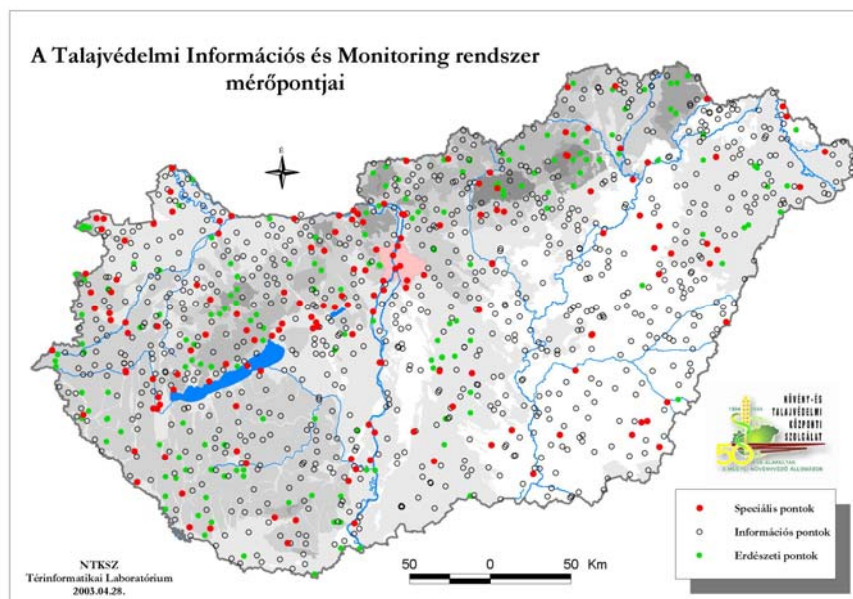 A Talajvédelmi Információs és Monitoring rendszer
mérőpontjai
É
NÖVÉNY- ÉS
TALAJVÉDELMI
KÖZPONTI
SZOLGÁLAT
50
Speciális pontok
Információs pontok
Erdészeti pontok
NTKSZ
Térinformatikai Laboratórium
2003.04.28.
50 0 50 Km